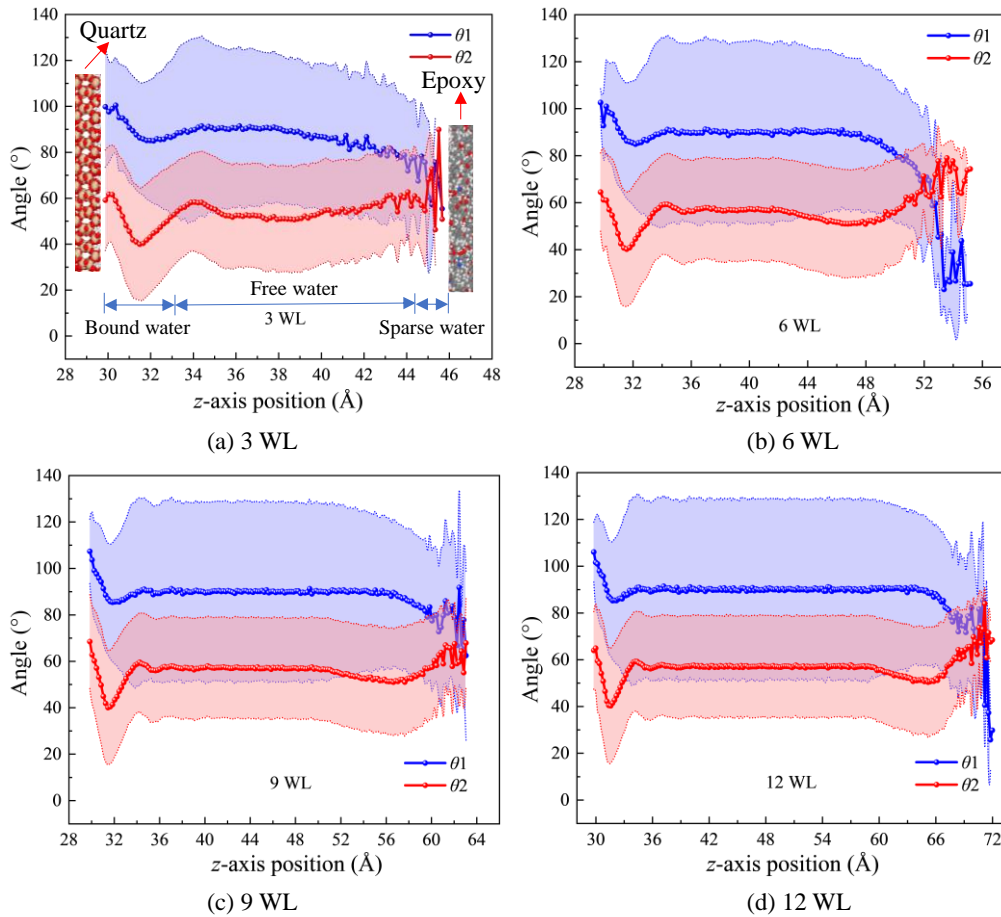 140
120
100
80
60
40
20
0
Quartz
θ1
θ2
Epoxy
Angle (°)
Free water
Bound water
3 WL
Sparse water
28 30 32 34 36 38 40 42 44 46 48
z-axis position (Å)
(a) 3 WL
140
120
100
80
60
40
20
0
θ1
θ2
Angle (°)
6 WL
28 32 36 40 44 48 52 56
z-axis position (Å)
(b) 6 WL
140
120
100
80
60
40
20
0
Angle (°)
θ1
θ2
9 WL
28 32 36 40 44 48 52 56 60 64
z-axis position (Å)
(c) 9 WL
140
120
100
80
60
40
20
0
Angle (°)
θ1
θ2
12 WL
30 36 42 48 54 60 66 72
z-axis position (Å)
(d) 12 WL